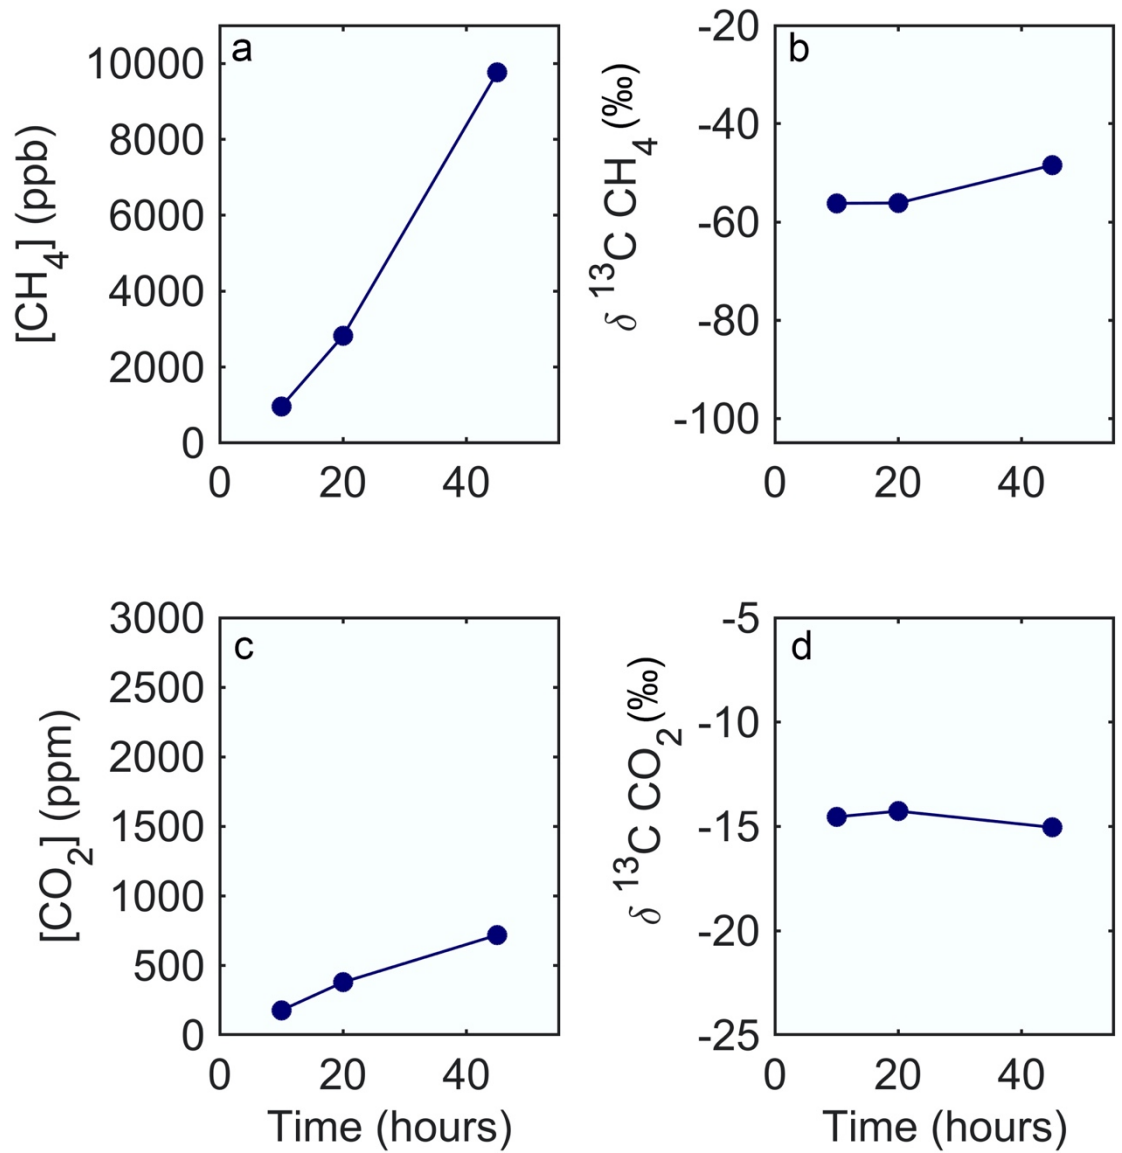 a
[CH4] (ppb)
10000
8000
6000
4000
2000
0
0 20 40
b
δ 13C CH4 (‰)
-20
-40
-60
-80
-100
0 20 40
c
[CO2] (ppm)
3000
2500
2000
1500
1000
500
0
0 20 40
Time (hours)
d
δ 13C CO2 (‰)
-5
-10
-15
-20
-25
0 20 40
Time (hours)